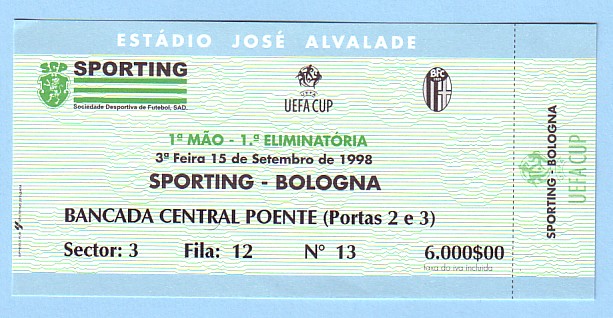 ESTÁDIO JOSÉ ALVALADE
SCP SPORTING
Sociedade Desportiva de Futebol, SAD.
UEFA CUP
BFC
1ª MÃO - 1.ª ELIMINATÓRIA
3ª Feira 15 de Setembro de 1998
SPORTING - BOLOGNA
BANCADA CENTRAL POENTE (Portas 2 e 3)
Sector: 3 Fila: 12 Nº 13 6.000$00
taxa do iva incluída
SPORTING - BOLOGNA
UEFA CUP